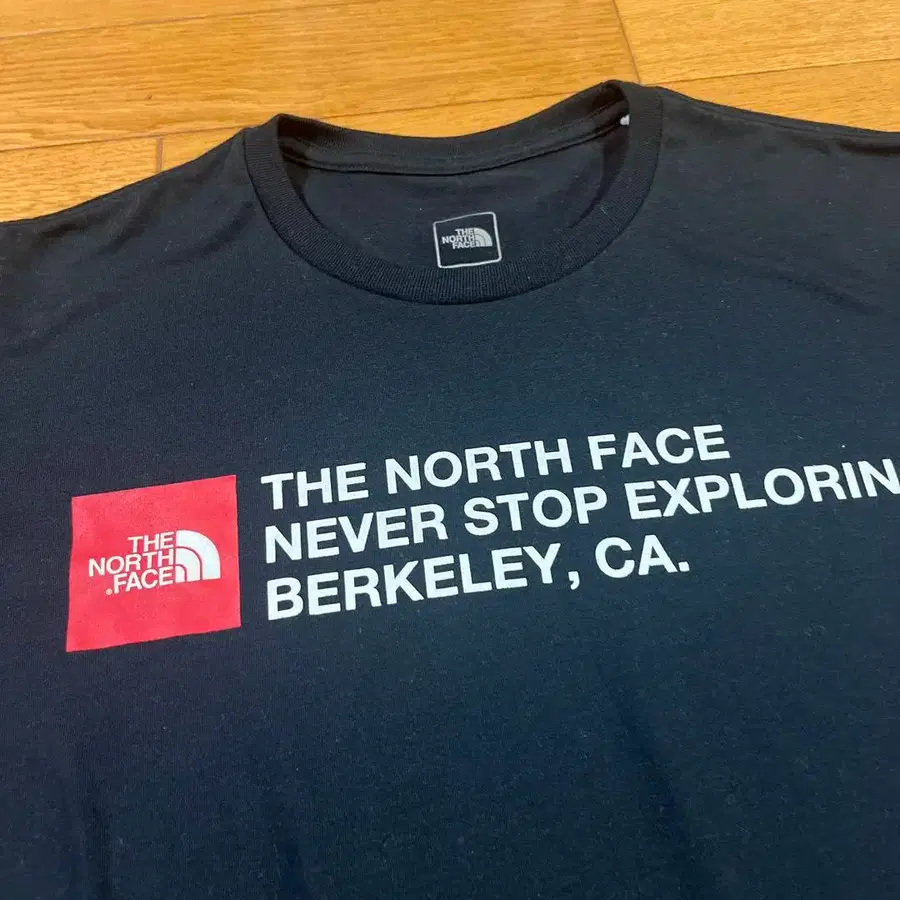 THE
NORTH
FACE
THE NORTH FACE
NEVER STOP EXPLORIN
BERKELEY, CA.
THE
NORTH
FACE